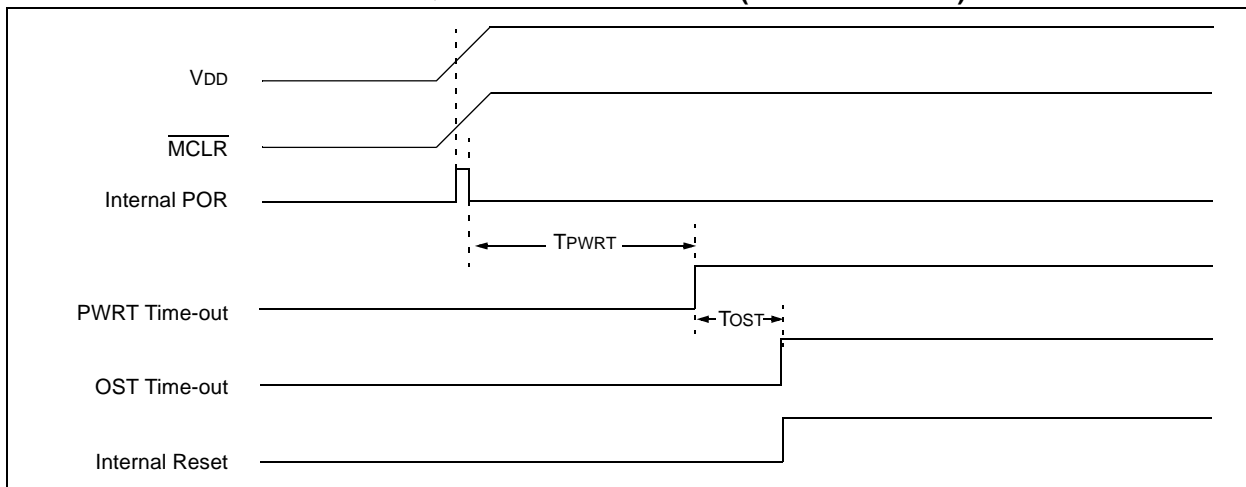 VDD
MCLR
Internal POR
TPWRT
PWRT Time-out
TOST
OST Time-out
Internal Reset